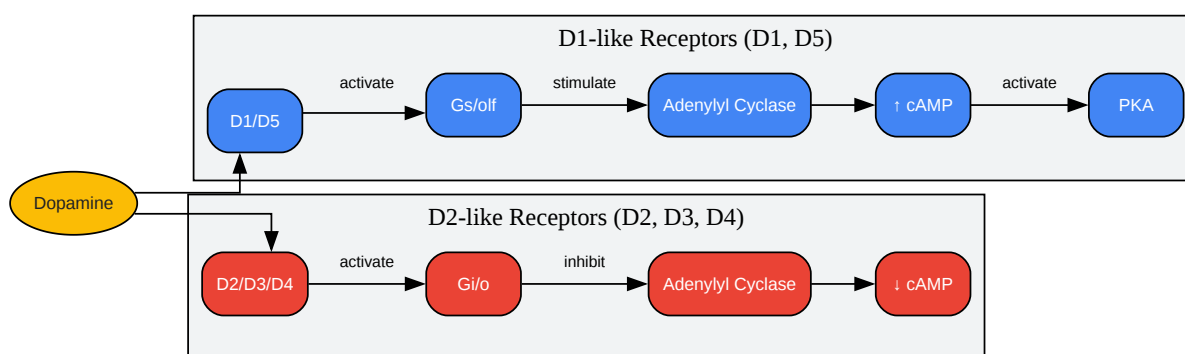 D1-like Receptors (D1, D5)
activate
stimulate
activate
D1/D5
Gs/olf
Adenylyl Cyclase
↑ cAMP
PKA
Dopamine
D2-like Receptors (D2, D3, D4)
activate
inhibit
D2/D3/D4
Gi/o
Adenylyl Cyclase
↓ cAMP